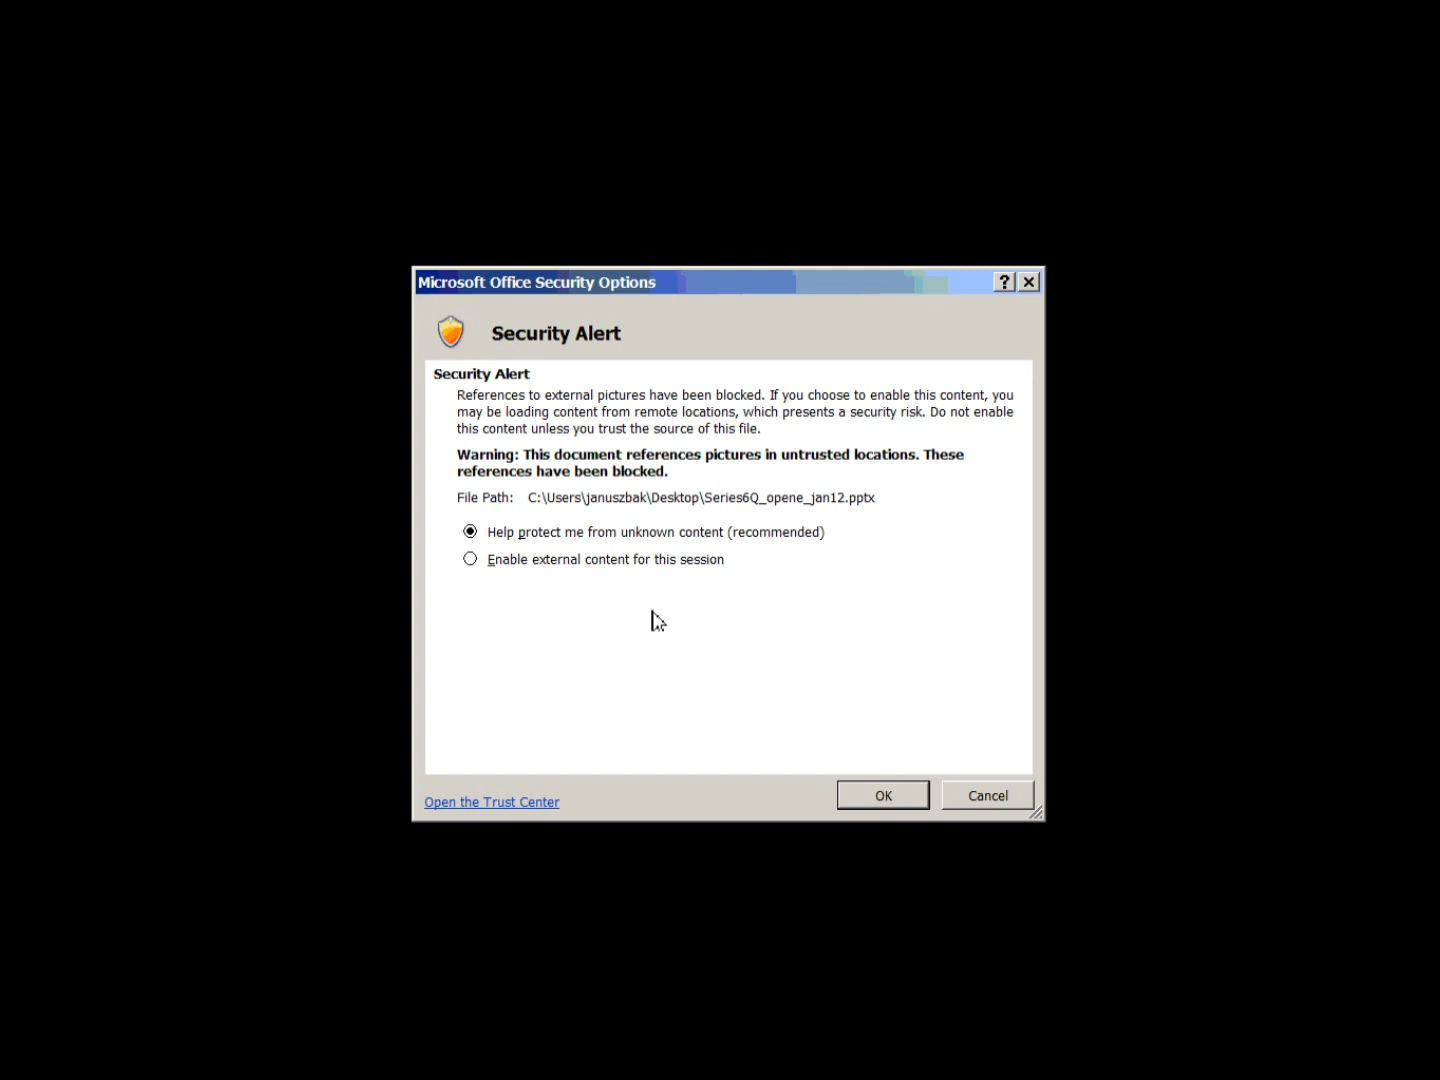 Microsoft Office Security Options
Security Alert
Security Alert
References to external pictures have been blocked. If you choose to enable this content, you
may be loading content from remote locations, which presents a security risk. Do not enable
this content unless you trust the source of this file.
Warning: This document references pictures in untrusted locations. These
references have been blocked.
File Path: C:\Users\januszbak\Desktop\Series6Q_opene_jan12.pptx
Help protect me from unknown content (recommended)
Enable external content for this session
Open the Trust Center
OK
Cancel